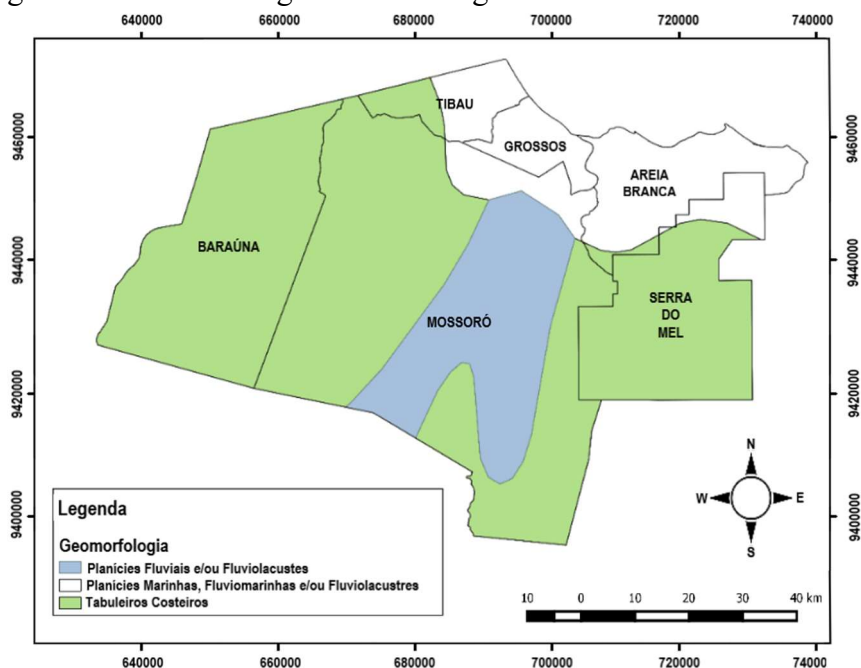 640000 660000 680000 700000 720000 740000
9460000
9460000
TIBAU
GROSSOS
AREIA
BRANCA
BARAÚNA
9440000
9440000
SERRA
DO
MEL
MOSSORÓ
9420000
9420000
N
W
E
S
9400000
9400000
Legenda
Geomorfologia
Planícies Fluviais e/ou Fluviolacustes
Planícies Marinhas, Fluviomarinhas e/ou Fluviolacustres
Tabuleiros Costeiros
10 0 10 20 30 40 km
640000 660000 680000 700000 720000 740000